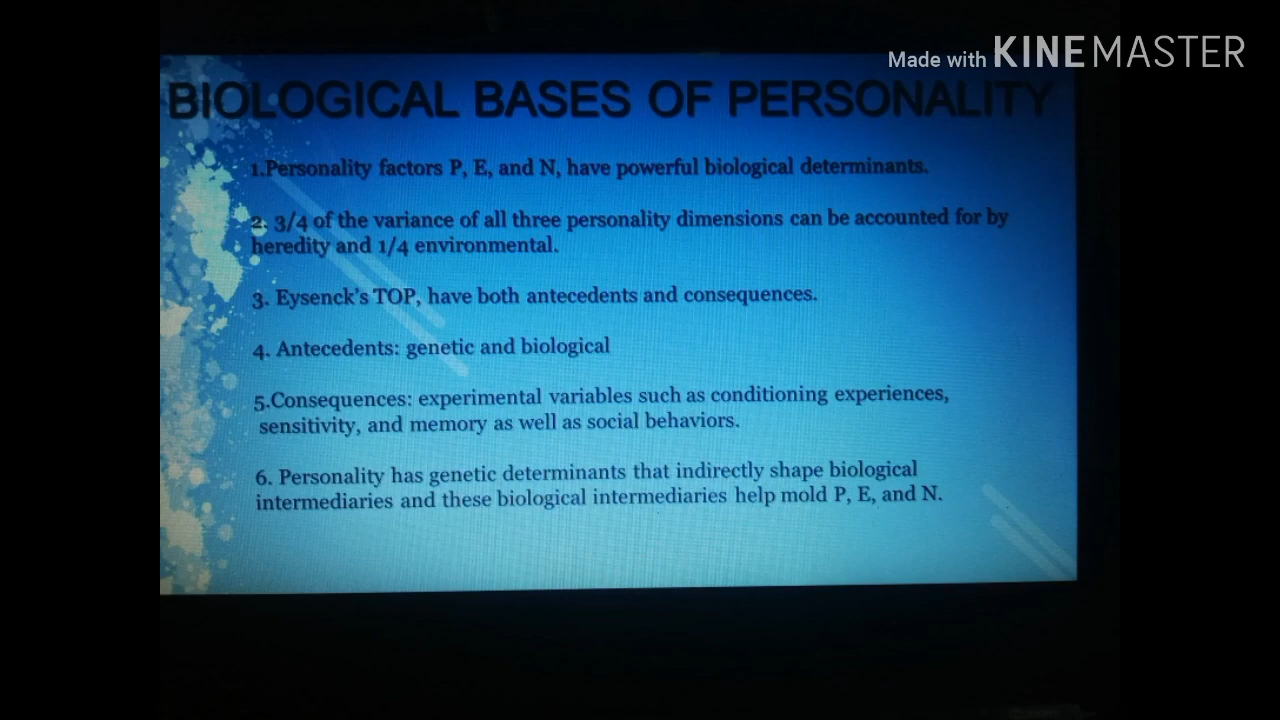 Made with KINEMASTER
BIOLOGICAL BASES OF PERSONALITY
1.Personality factors P, E, and N, have powerful biological determinants.
2. 3/4 of the variance of all three personality dimensions can be accounted for by
heredity and 1/4 environmental.
3. Eysenck's TOP, have both antecedents and consequences.
4. Antecedents: genetic and biological
5.Consequences: experimental variables such as conditioning experiences,
sensitivity, and memory as well as social behaviors.
6. Personality has genetic determinants that indirectly shape biological
intermediaries and these biological intermediaries help mold P, E, and N.